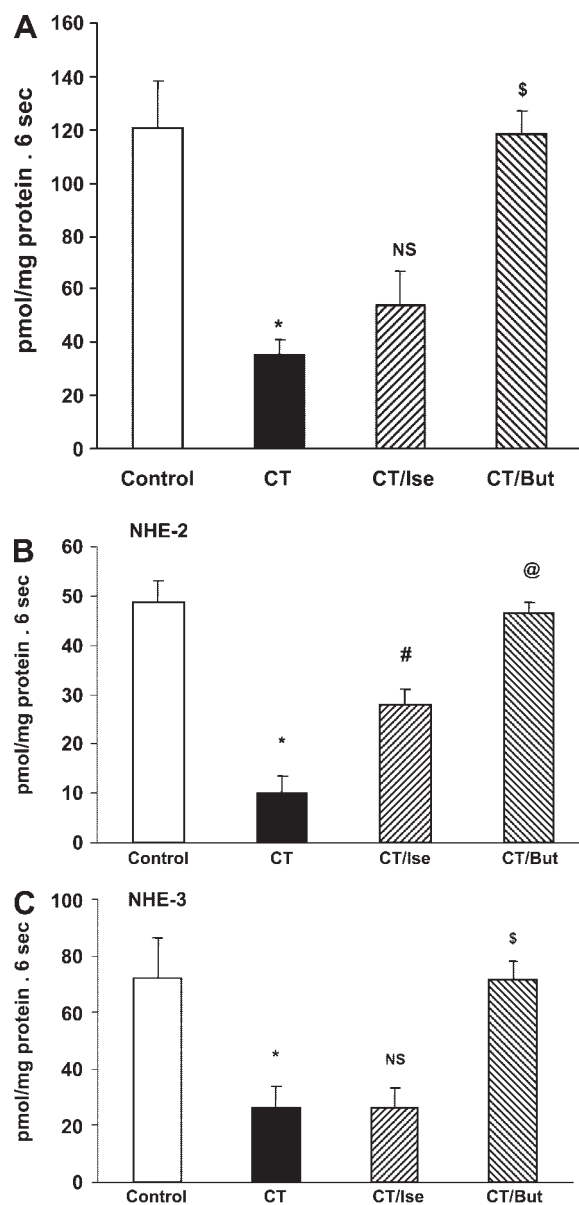 A
160
140
120
100
80
60
40
20
0
pmol/mg protein . 6 sec
*
NS
$
Control CT CT/Ise CT/But
B
NHE-2
60
50
40
30
20
10
0
pmol/mg protein . 6 sec
*
#
@
Control CT CT/Ise CT/But
C
NHE-3
100
80
60
40
20
0
pmol/mg protein . 6 sec
*
NS
$
Control CT CT/Ise CT/But